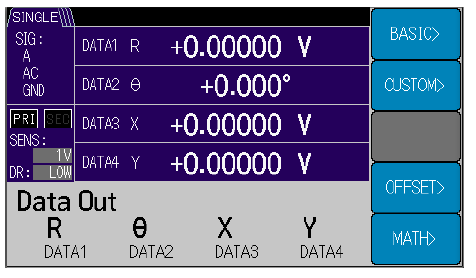 SINGLE
SIG:
A
AC
GND
PRI SEC
SENS:
1V
DR: LOW
DATA1 R +0.00000 V
DATA2 θ +0.000°
DATA3 X +0.00000 V
DATA4 Y +0.00000 V
Data Out
R θ X Y
DATA1 DATA2 DATA3 DATA4
BASIC>
CUSTOM>
OFFSET>
MATH>